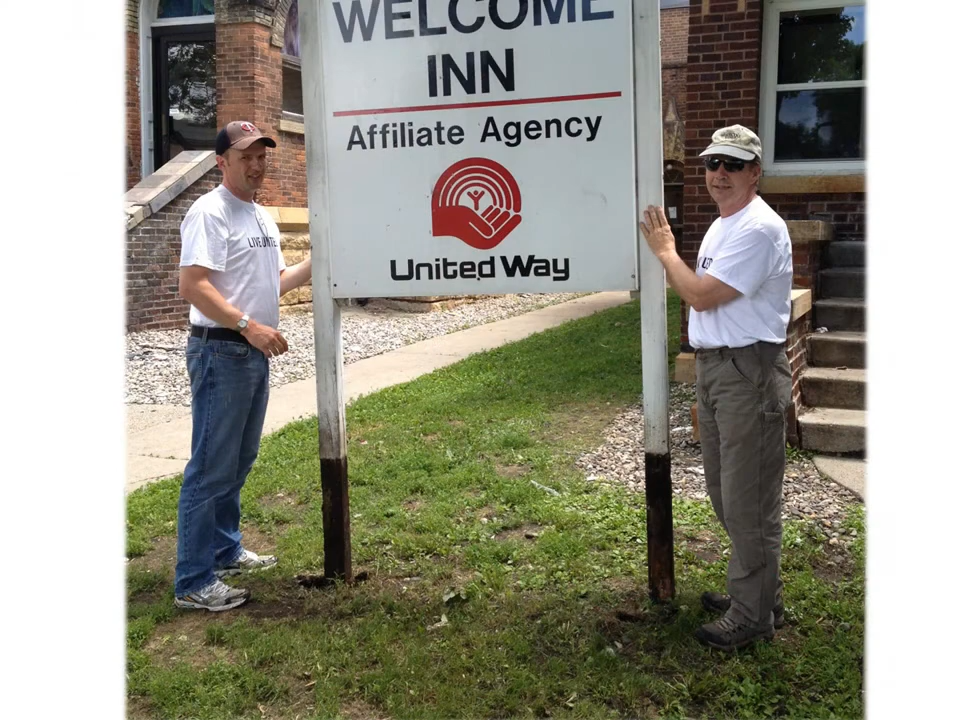 WELCOME
INN
Affiliate Agency
United Way
LIVE UNITED